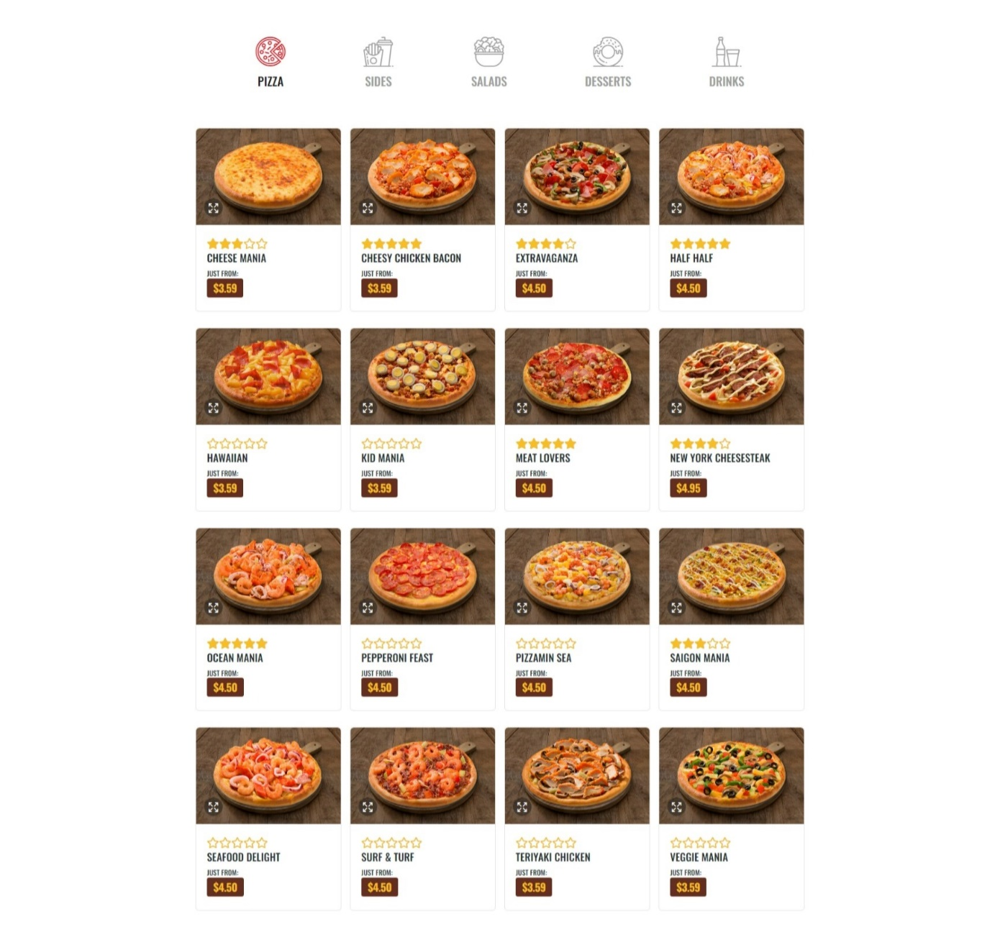 PIZZA
SIDES
SALADS
DESSERTS
DRINKS
CHEESE MANIA
JUST FROM:
$3.59
CHEESY CHICKEN BACON
JUST FROM:
$3.59
EXTRAVAGANZA
JUST FROM:
$4.50
HALF HALF
JUST FROM:
$4.50
HAWAIIAN
JUST FROM:
$3.59
KID MANIA
JUST FROM:
$3.59
MEAT LOVERS
JUST FROM:
$4.50
NEW YORK CHEESESTEAK
JUST FROM:
$4.95
OCEAN MANIA
JUST FROM:
$4.50
PEPPERONI FEAST
JUST FROM:
$4.50
PIZZAMIN SEA
JUST FROM:
$4.50
SAIGON MANIA
JUST FROM:
$4.50
SEAFOOD DELIGHT
JUST FROM:
$4.50
SURF & TURF
JUST FROM:
$4.50
TERIYAKI CHICKEN
JUST FROM:
$3.59
VEGGIE MANIA
JUST FROM:
$3.59